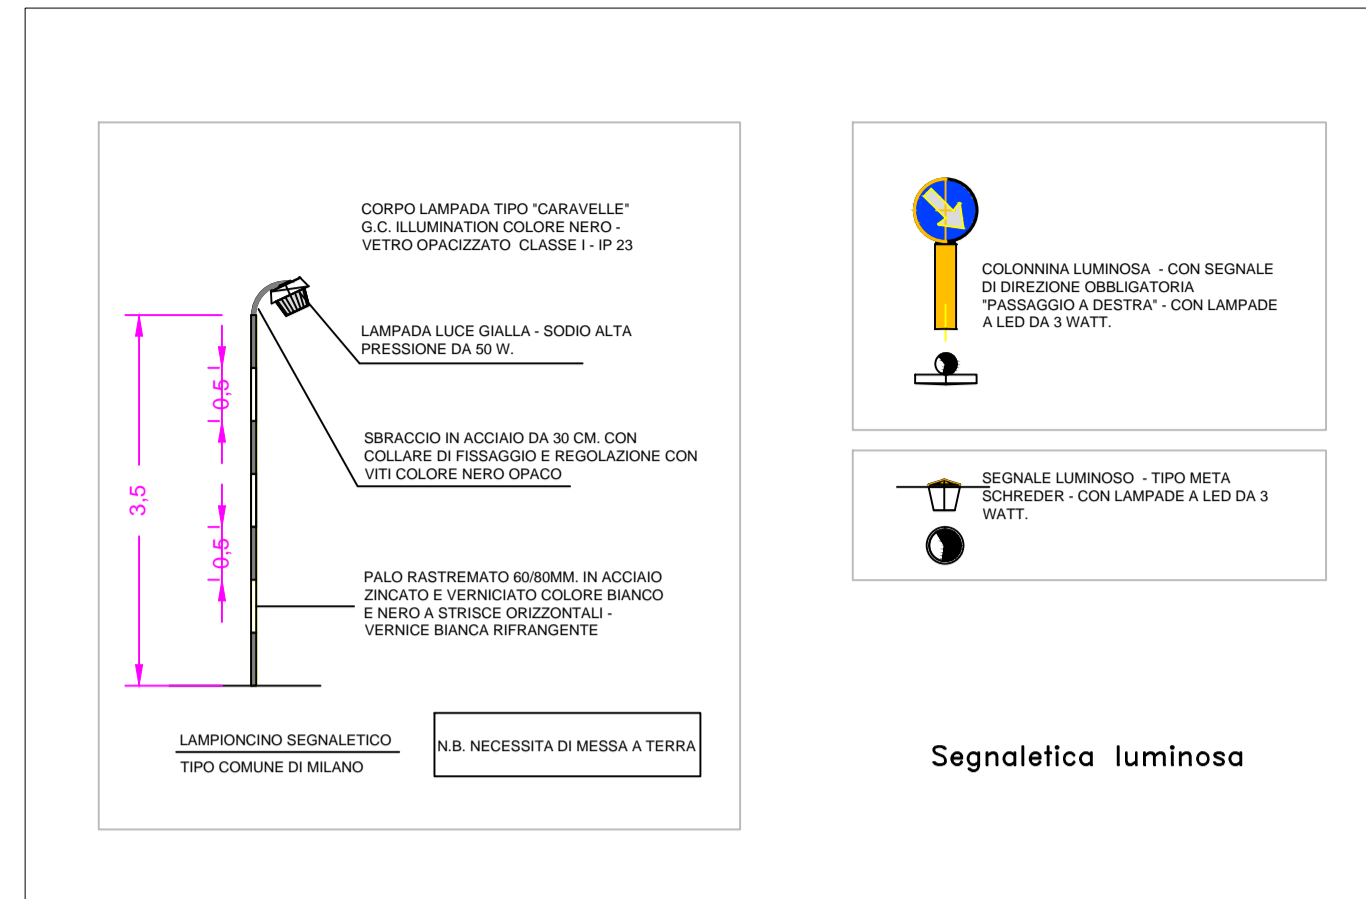 CORPO LAMPADA TIPO "CARAVELLE"
G.C. ILLUMINATION COLORE NERO -
VETRO OPACIZZATO  CLASSE I - IP 23
LAMPADA LUCE GIALLA - SODIO ALTA
PRESSIONE DA 50 W.
SBRACCIO IN ACCIAIO DA 30 CM. CON
COLLARE DI FISSAGGIO E REGOLAZIONE CON
VITI COLORE NERO OPACO
PALO RASTREMATO 60/80MM. IN ACCIAIO
ZINCATO E VERNICIATO COLORE BIANCO
E NERO A STRISCE ORIZZONTALI -
VERNICE BIANCA RIFRANGENTE
3,5
0,5
0,5
LAMPIONCINO SEGNALETICO
TIPO COMUNE DI MILANO
N.B. NECESSITA DI MESSA A TERRA
COLONNINA LUMINOSA  - CON SEGNALE
DI DIREZIONE OBBLIGATORIA
"PASSAGGIO A DESTRA" - CON LAMPADE
A LED DA 3 WATT.
SEGNALE LUMINOSO  - TIPO META
SCHREDER - CON LAMPADE A LED DA 3
WATT.
Segnaletica luminosa